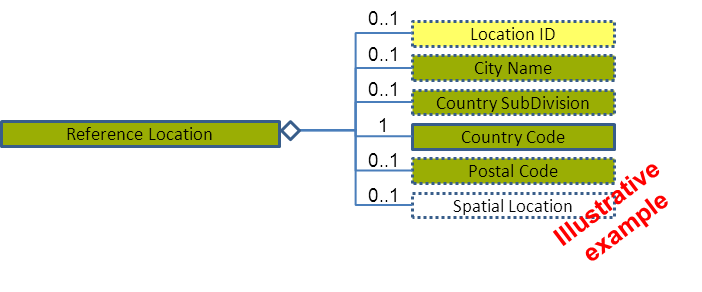 0..1
Location ID
0..1
City Name
0..1
Country SubDivision
Reference Location
1
Country Code
0..1
Postal Code
0..1
Spatial Location
Illustrative
example